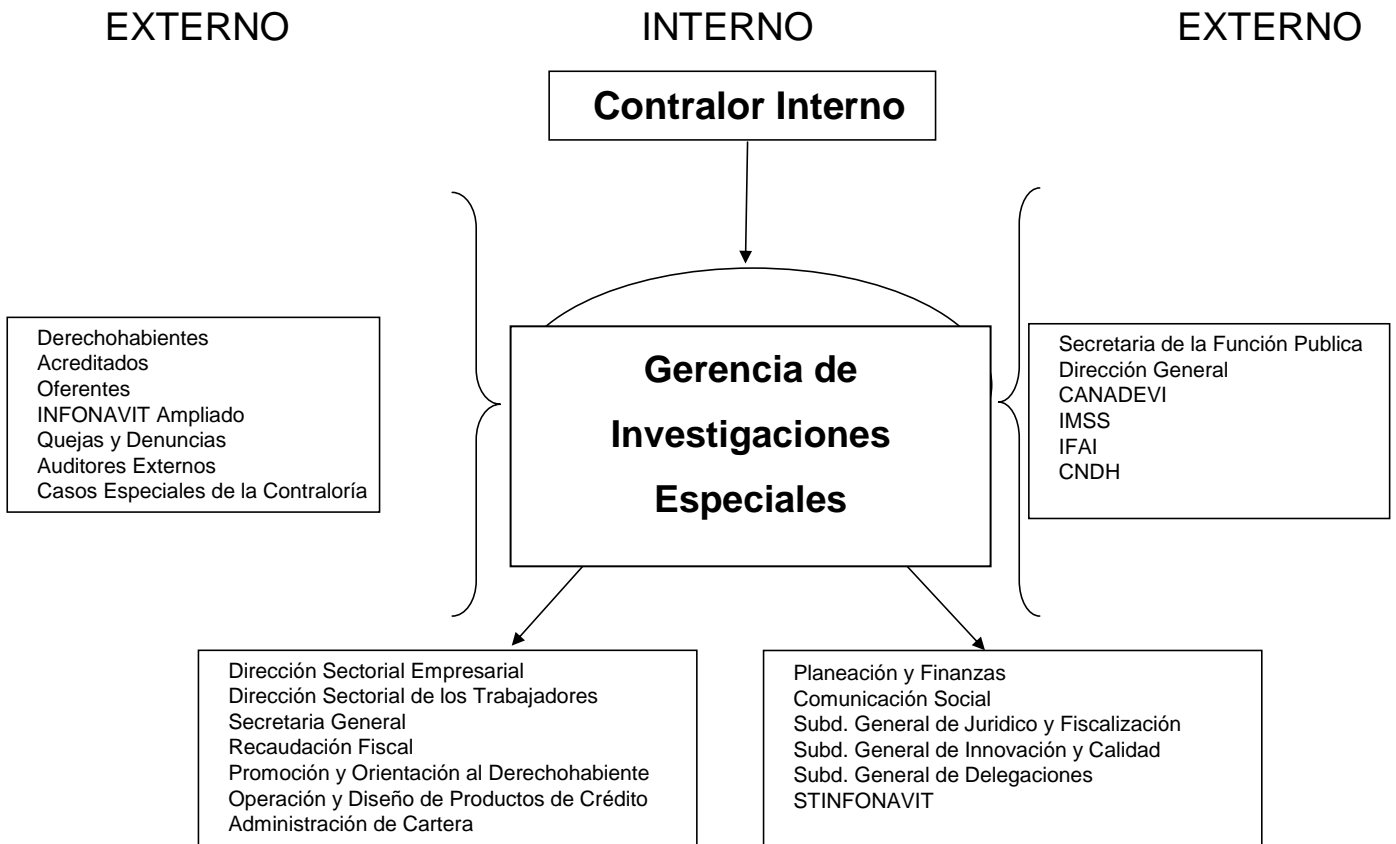 EXTERNO
INTERNO
EXTERNO
Contralor Interno
Derechohabientes
Acreditados
Oferentes
INFONAVIT Ampliado
Quejas y Denuncias
Auditores Externos
Casos Especiales de la Contraloría
Gerencia de
Investigaciones
Especiales
Secretaria de la Función Publica
Dirección General
CANADEVI
IMSS
IFAI
CNDH
Dirección Sectorial Empresarial
Dirección Sectorial de los Trabajadores
Secretaria General
Recaudación Fiscal
Promoción y Orientación al Derechohabiente
Operación y Diseño de Productos de Crédito
Administración de Cartera
Planeación y Finanzas
Comunicación Social
Subd. General de Juridico y Fiscalización
Subd. General de Innovación y Calidad
Subd. General de Delegaciones
STINFONAVIT